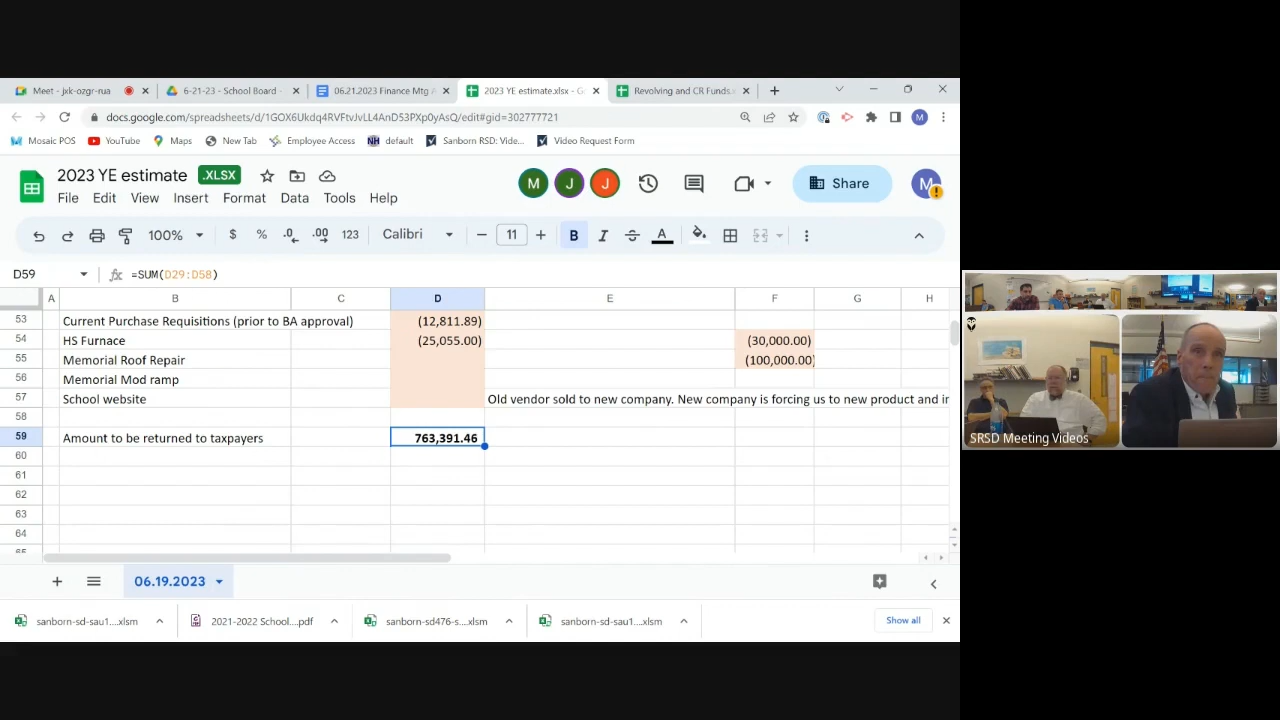 Meet - jxk-ozgr-rua
6-21-23 - School Board -
06.21.2023 Finance Mtg A
2023 YE estimate.xlsx - Go
Revolving and CR Funds.
docs.google.com/spreadsheets/d/1GOX6Ukdq4RVFtvJvLL4AnD53PXp0yAsQ/edit#gid=302777721
M
Mosaic POS
YouTube
Maps
New Tab
Employee Access
Sanborn RSD: Vide...
NH default
Video Request Form
2023 YE estimate .XLSX
M J J
Share
M
File Edit View Insert Format Data Tools Help
100% $ % .0 .00 123 Calibri 11 B I A
D59 fx =SUM(D29:D58)
A B C D E F G H
53 Current Purchase Requisitions (prior to BA approval) (12,811.89)
54 HS Furnace (25,055.00) (30,000.00)
55 Memorial Roof Repair (100,000.00)
56 Memorial Mod ramp
57 School website Old vendor sold to new company. New company is forcing us to new product and in
58
59 Amount to be returned to taxpayers 763,391.46
60
61
62
63
64
65
06.19.2023
sanborn-sd-sau1....xlsm
2021-2022 School....pdf
sanborn-sd476-s....xlsm
sanborn-sd-sau1....xlsm
Show all
SRSD Meeting Videos